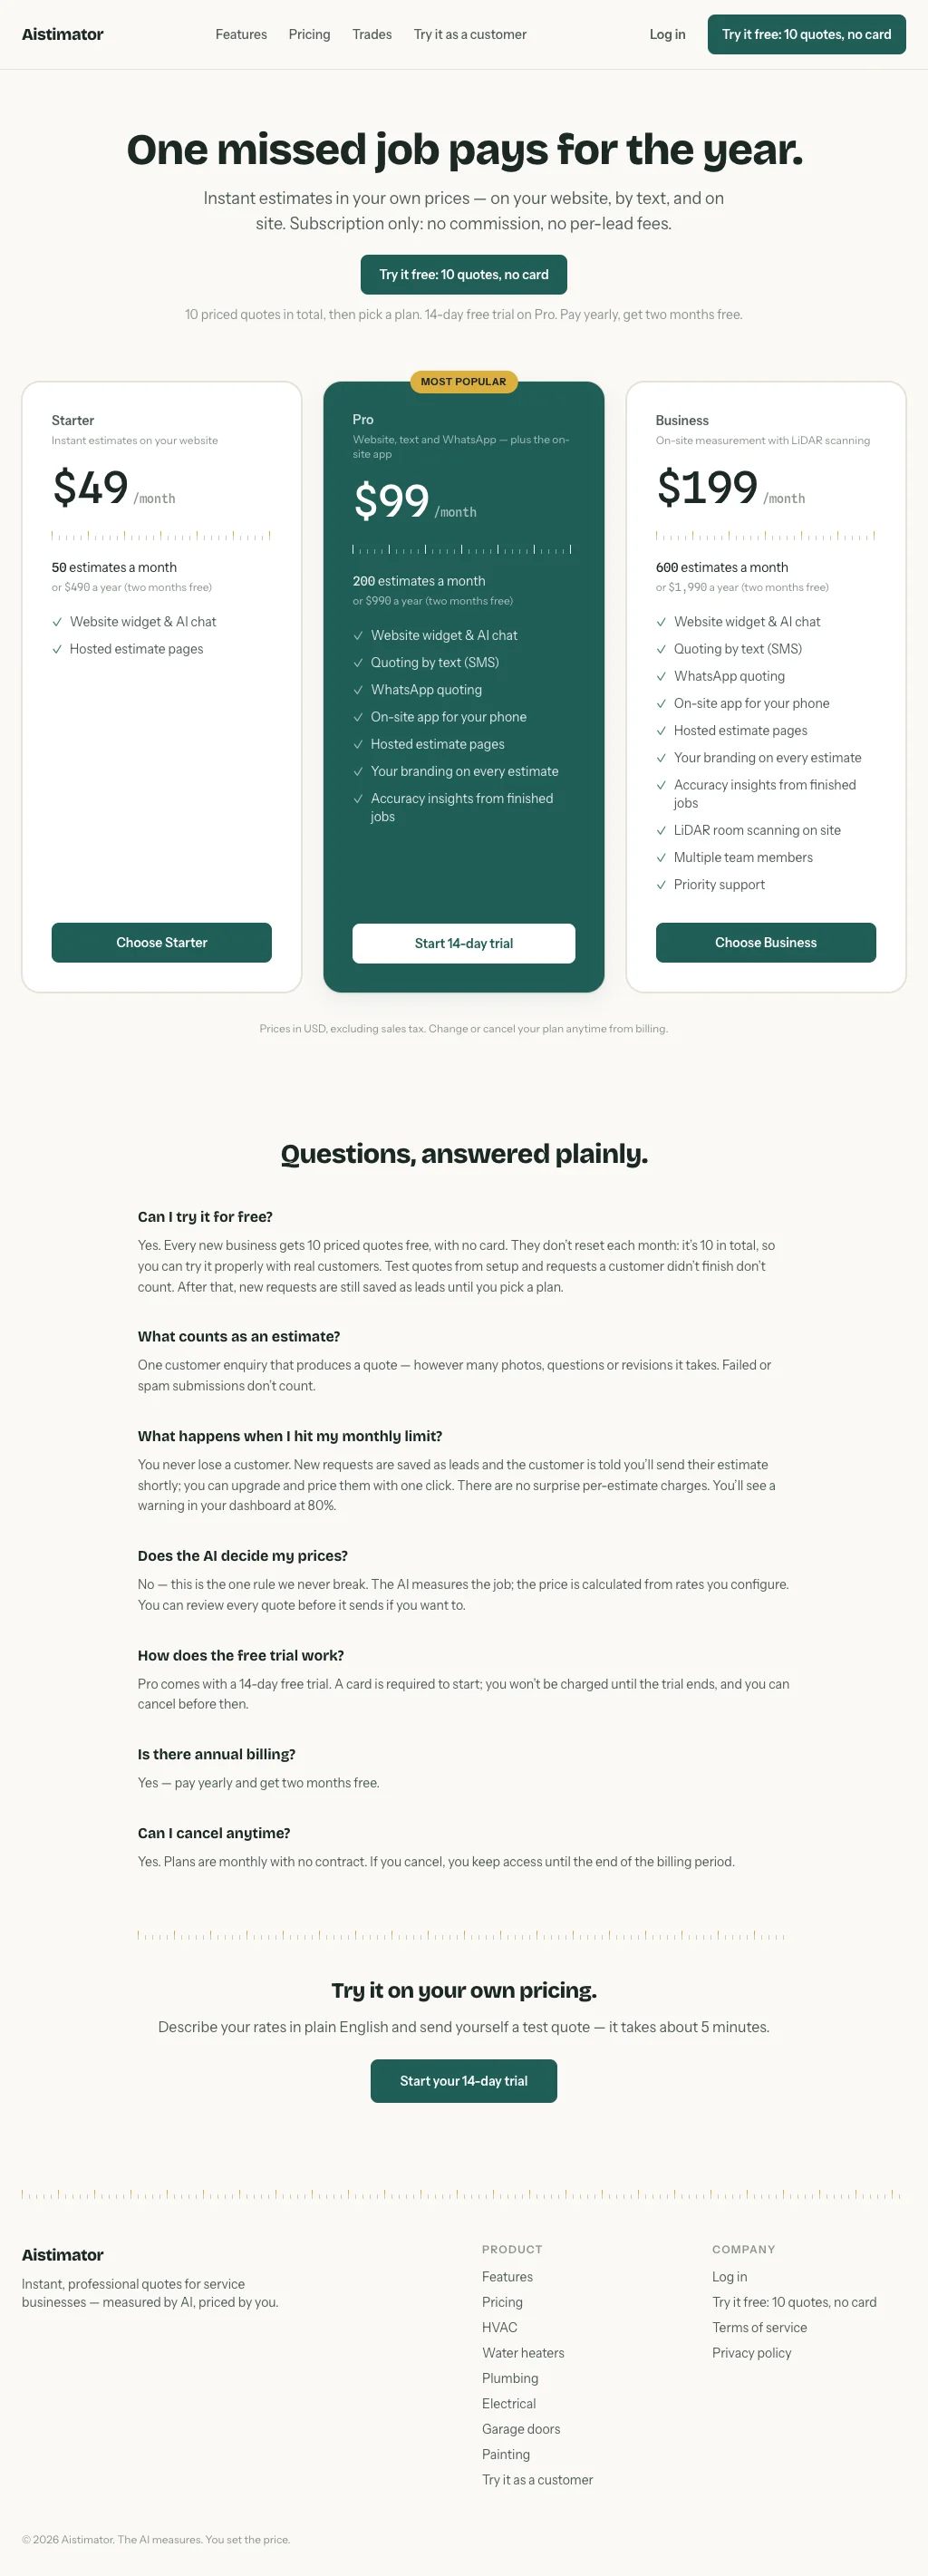 Aistimator
Features
Pricing
Trades
Try it as a customer
Log in
Try it free: 10 quotes, no card
One missed job pays for the year.
Instant estimates in your own prices — on your website, by text, and on
site. Subscription only: no commission, no per-lead fees.
Try it free: 10 quotes, no card
10 priced quotes in total, then pick a plan. 14-day free trial on Pro. Pay yearly, get two months free.
Starter
Instant estimates on your website
$49 /month
50 estimates a month
or $490 a year (two months free)
✓ Website widget & AI chat
✓ Hosted estimate pages
Choose Starter
MOST POPULAR
Pro
Website, text and WhatsApp — plus the on-
site app
$99 /month
200 estimates a month
or $990 a year (two months free)
✓ Website widget & AI chat
✓ Quoting by text (SMS)
✓ WhatsApp quoting
✓ On-site app for your phone
✓ Hosted estimate pages
✓ Your branding on every estimate
✓ Accuracy insights from finished
jobs
Start 14-day trial
Business
On-site measurement with LiDAR scanning
$199 /month
600 estimates a month
or $1,990 a year (two months free)
✓ Website widget & AI chat
✓ Quoting by text (SMS)
✓ WhatsApp quoting
✓ On-site app for your phone
✓ Hosted estimate pages
✓ Your branding on every estimate
✓ Accuracy insights from finished
jobs
✓ LiDAR room scanning on site
✓ Multiple team members
✓ Priority support
Choose Business
Prices in USD, excluding sales tax. Change or cancel your plan anytime from billing.
Questions, answered plainly.
Can I try it for free?
Yes. Every new business gets 10 priced quotes free, with no card. They don't reset each month: it's 10 in total, so
you can try it properly with real customers. Test quotes from setup and requests a customer didn't finish don't
count. After that, new requests are still saved as leads until you pick a plan.
What counts as an estimate?
One customer enquiry that produces a quote — however many photos, questions or revisions it takes. Failed or
spam submissions don't count.
What happens when I hit my monthly limit?
You never lose a customer. New requests are saved as leads and the customer is told you'll send their estimate
shortly; you can upgrade and price them with one click. There are no surprise per-estimate charges. You'll see a
warning in your dashboard at 80%.
Does the AI decide my prices?
No — this is the one rule we never break. The AI measures the job; the price is calculated from rates you configure.
You can review every quote before it sends if you want to.
How does the free trial work?
Pro comes with a 14-day free trial. A card is required to start; you won't be charged until the trial ends, and you can
cancel before then.
Is there annual billing?
Yes — pay yearly and get two months free.
Can I cancel anytime?
Yes. Plans are monthly with no contract. If you cancel, you keep access until the end of the billing period.
Try it on your own pricing.
Describe your rates in plain English and send yourself a test quote — it takes about 5 minutes.
Start your 14-day trial
Aistimator
Instant, professional quotes for service
businesses — measured by AI, priced by you.
PRODUCT
Features
Pricing
HVAC
Water heaters
Plumbing
Electrical
Garage doors
Painting
Try it as a customer
COMPANY
Log in
Try it free: 10 quotes, no card
Terms of service
Privacy policy
© 2026 Aistimator. The AI measures. You set the price.